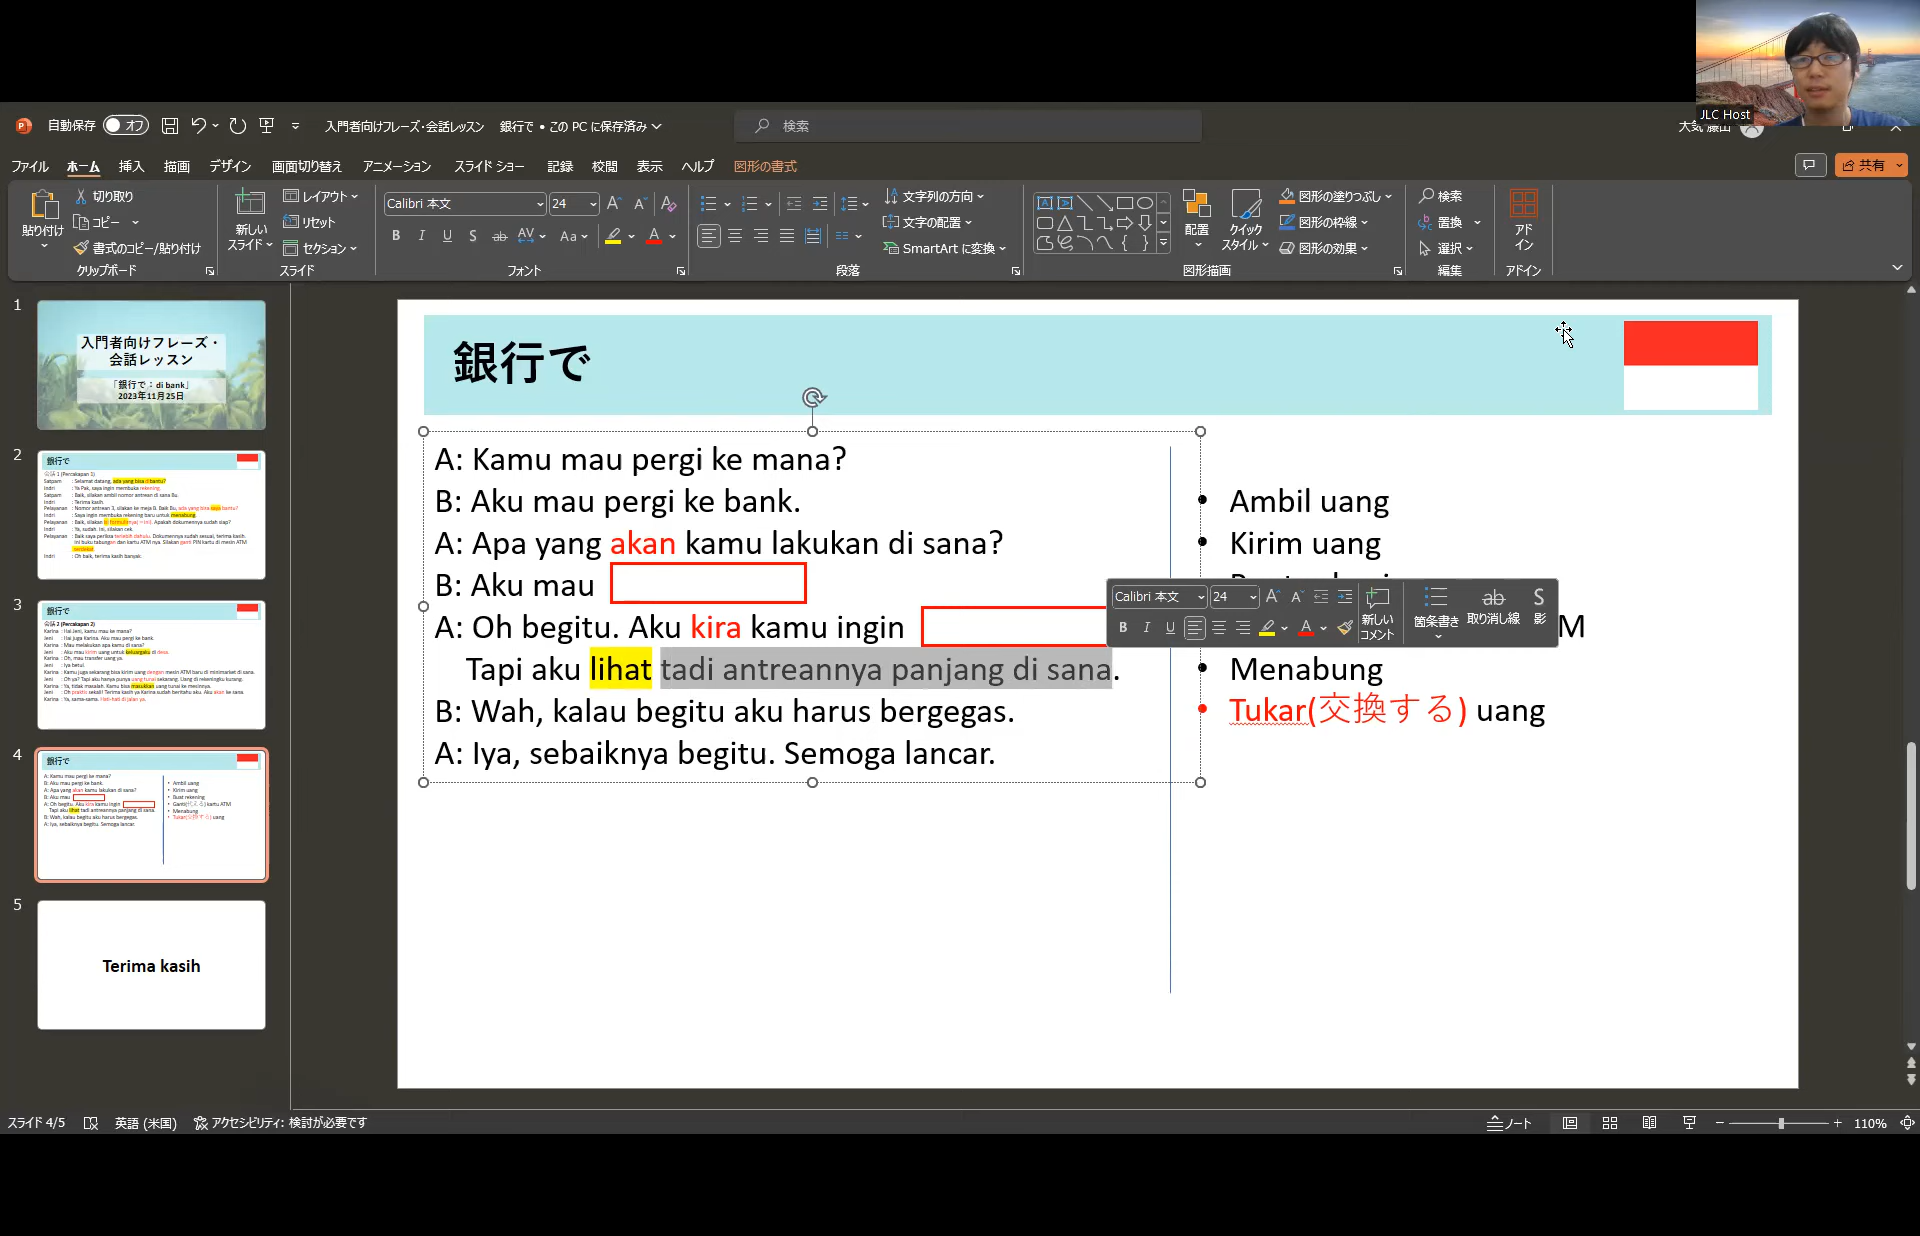 JLC Host
自動保存 オフ 入門者向けフレーズ・会話レッスン 銀行で • この PC に保存済み 検索
ファイル ホーム 挿入 描画 デザイン 画面切り替え アニメーション スライド ショー 記録 校閲 表示 ヘルプ 図形の書式 共有
貼り付け 切り取り コピー 書式のコピー/貼り付け クリップボード
新しい スライド レイアウト リセット セクション スライド
Calibri 本文 24 フォント
文字列の方向 文字の配置 SmartArt に変換 段落
配置 クイック スタイル 図形の塗りつぶし 図形の枠線 図形の効果 図形描画
検索 置換 選択 編集
アド イン アドイン
1
入門者向けフレーズ・
会話レッスン
「銀行で：di bank」
2023年11月25日
2
銀行で
3
銀行で
4
銀行で
5
Terima kasih
銀行で
A: Kamu mau pergi ke mana?
B: Aku mau pergi ke bank.
A: Apa yang akan kamu lakukan di sana?
B: Aku mau
A: Oh begitu. Aku kira kamu ingin
Tapi aku lihat tadi antreannya panjang di sana.
B: Wah, kalau begitu aku harus bergegas.
A: Iya, sebaiknya begitu. Semoga lancar.
• Ambil uang
• Kirim uang
M
• Menabung
• Tukar(交換する) uang
Calibri 本文 24 新しい コメント 箇条書き 取り消し線 影
スライド 4/5 英語 (米国) アクセシビリティ: 検討が必要です ノート 110%